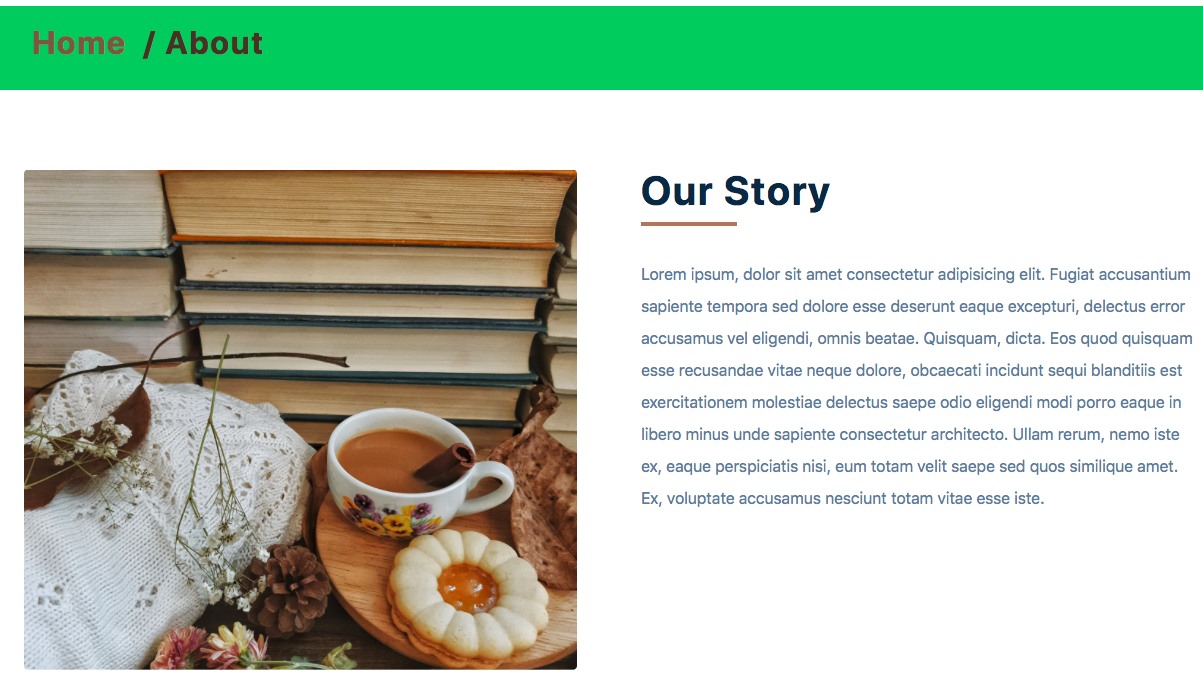 Home / About
Our Story
Lorem ipsum, dolor sit amet consectetur adipisicing elit. Fugiat accusantium
sapiente tempora sed dolore esse deserunt eaque excepturi, delectus error
accusamus vel eligendi, omnis beatae. Quisquam, dicta. Eos quod quisquam
esse recusandae vitae neque dolore, obcaecati incidunt sequi blanditiis est
exercitationem molestiae delectus saepe odio eligendi modi porro eaque in
libero minus unde sapiente consectetur architecto. Ullam rerum, nemo iste
ex, eaque perspiciatis nisi, eum totam velit saepe sed quos similique amet.
Ex, voluptate accusamus nesciunt totam vitae esse iste.